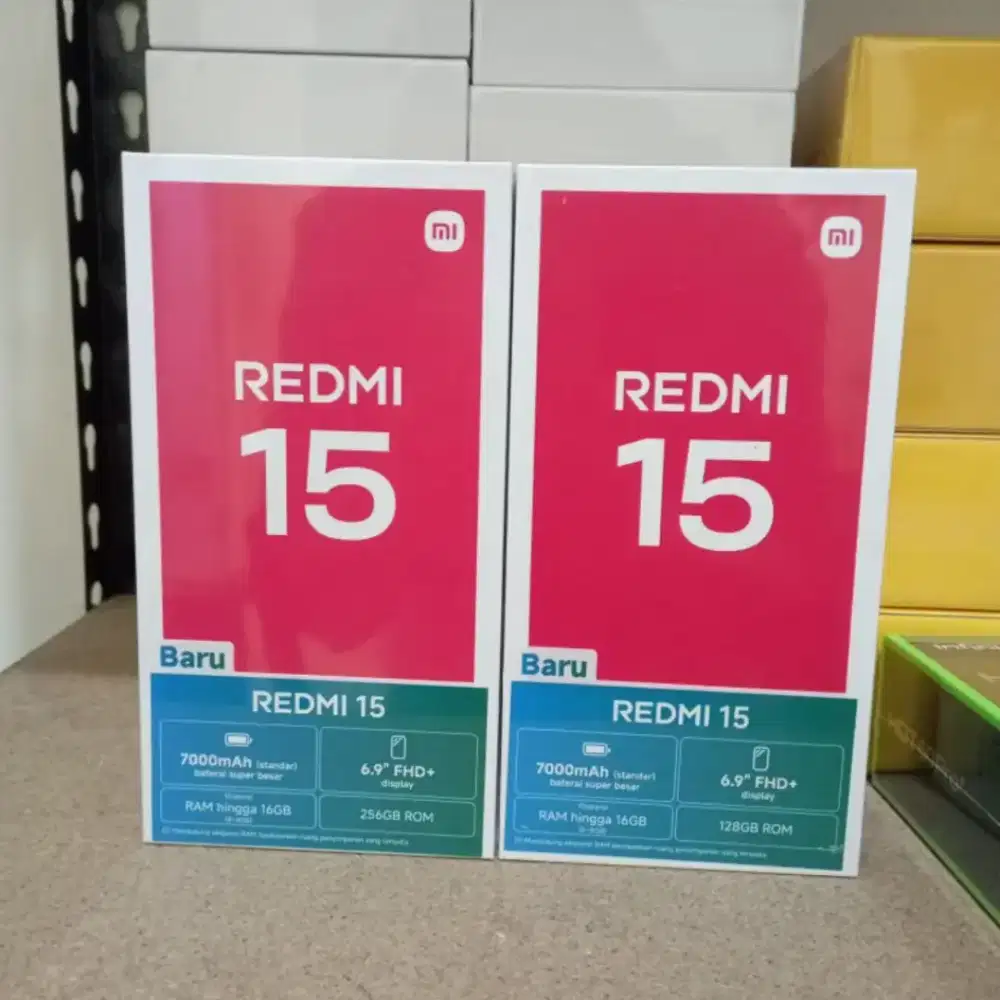 mi
REDMI
15
Baru
REDMI 15
7000mAh (standar)
baterai super besar
6.9" FHD+
display
RAM hingga 16GB
256GB ROM
mi
REDMI
15
Baru
REDMI 15
7000mAh (standar)
baterai super besar
6.9" FHD+
display
RAM hingga 16GB
128GB ROM